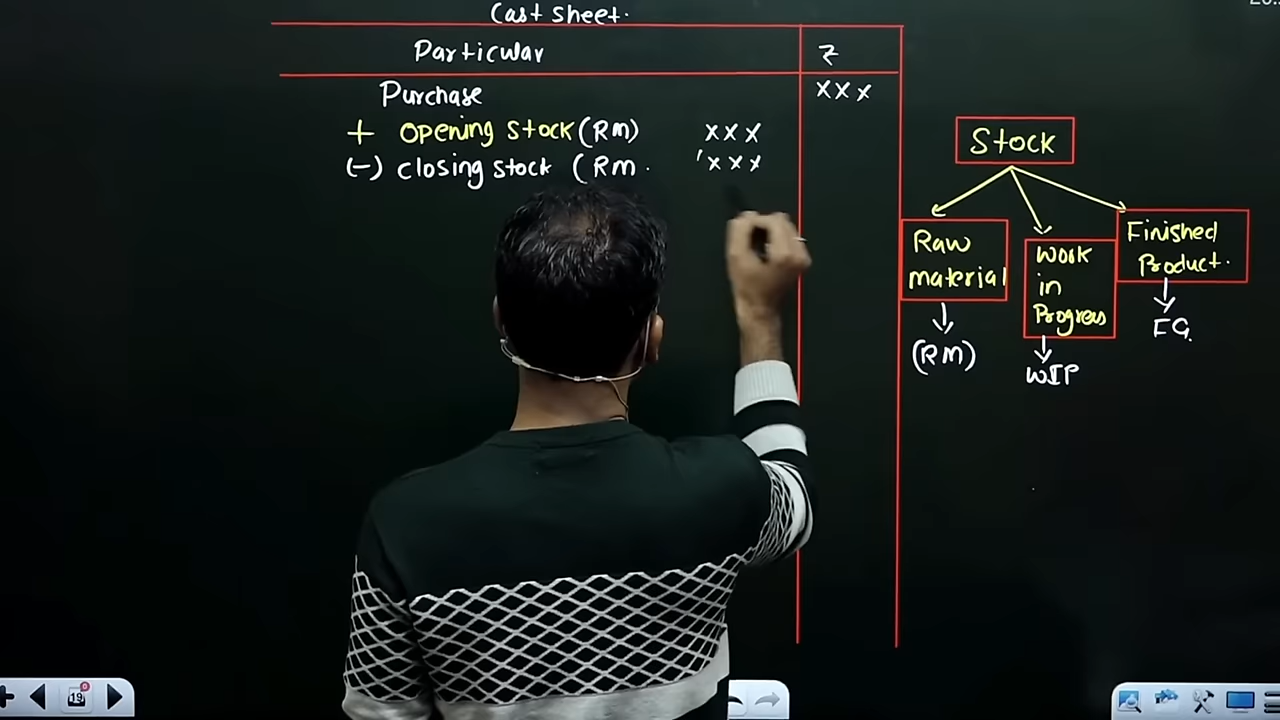 Cost Sheet.
Particular ₹
Purchase xxx
+ opening stock (RM) xxx
(-) closing stock (RM. xxx
Stock
Raw material
Work in Progress
Finished Product.
(RM)
WIP
FG.
19